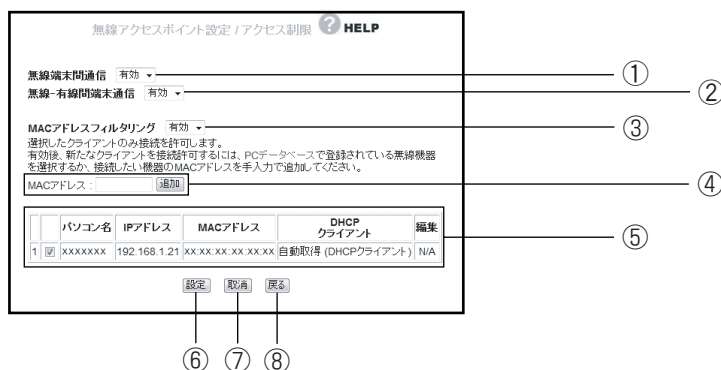 無線アクセスポイント設定 / アクセス制限 ? HELP
無線端末間通信 有効
①
無線-有線間端末通信 有効
②
MACアドレスフィルタリング 有効
③
選択したクライアントのみ接続を許可します。
有効後、新たなクライアントを接続許可するには、PCデータベースで登録されている無線機器
を選択するか、接続したい機器のMACアドレスを手入力で追加してください。
MACアドレス : 追加
④
パソコン名 IPアドレス MACアドレス DHCP
クライアント 編集
⑤
1 xxxxxxx 192.168.1.21 xx:xx:xx:xx:xx:xx 自動取得 (DHCPクライアント) N/A
設定 取消 戻る
⑥ ⑦ ⑧